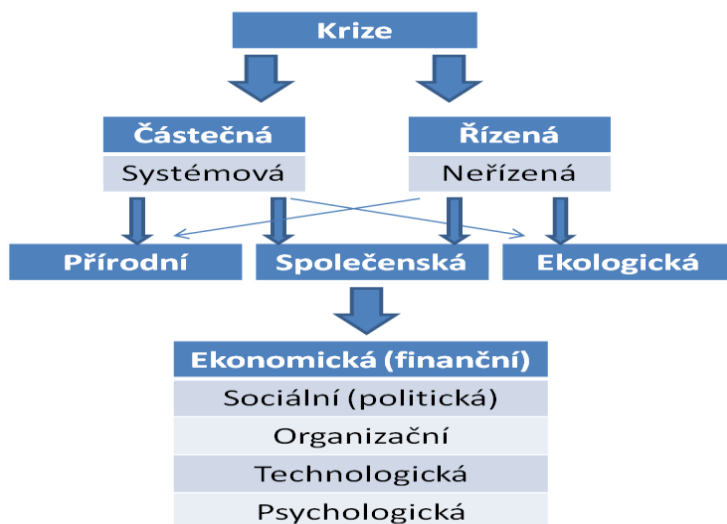 Krize
Částečná
Řízená
Systémová
Neřízená
Přírodní
Společenská
Ekologická
Ekonomická (finanční)
Sociální (politická)
Organizační
Technologická
Psychologická